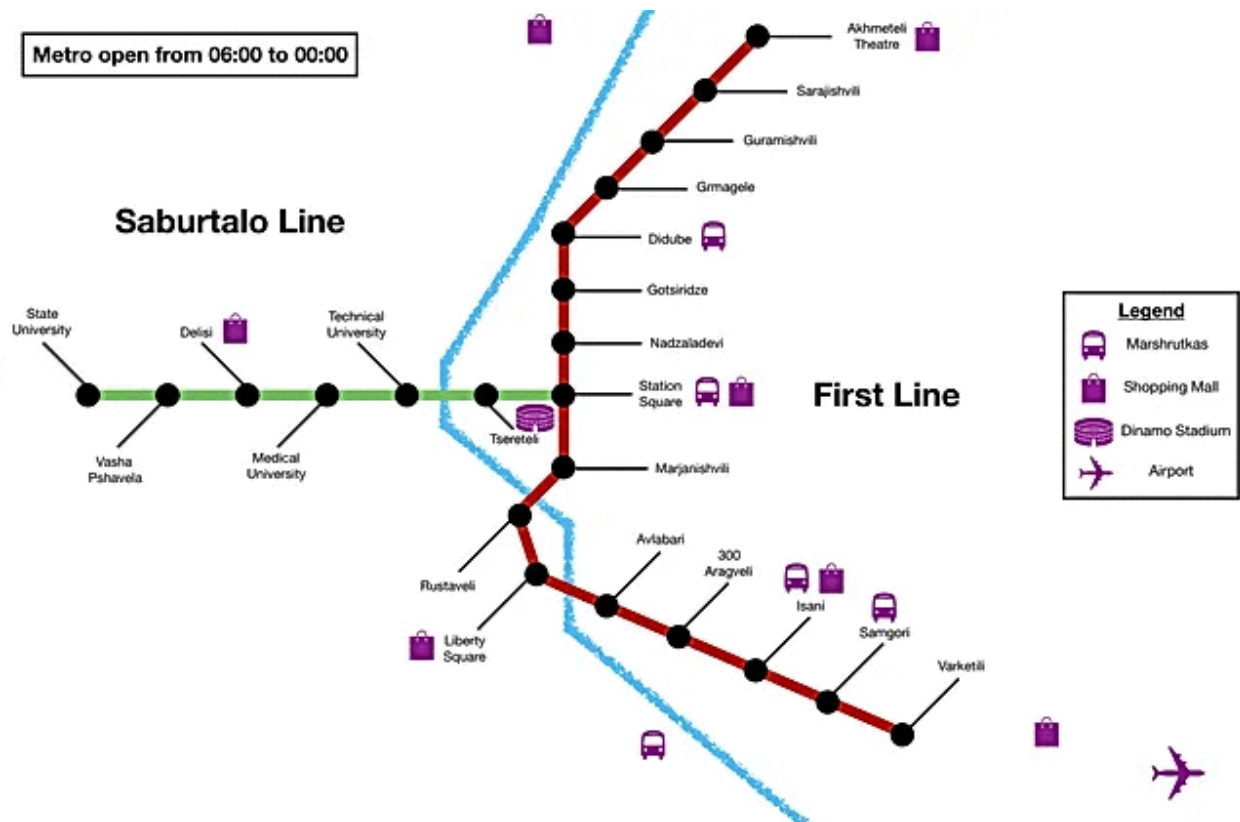 Metro open from 06:00 to 00:00
Akhmeteli
Theatre
Sarajishvili
Guramishvili
Grmagele
Saburtalo Line
Didube
Gotsiridze
State
University
Delisi
Technical
University
Nadzaladevi
Station
Square
First Line
Tsereteli
Vasha
Pshavela
Medical
University
Marjanishvili
Rustaveli
Avlabari
300
Aragveli
Isani
Samgori
Liberty
Square
Varketili
Legend
Marshrutkas
Shopping Mall
Dinamo Stadium
Airport